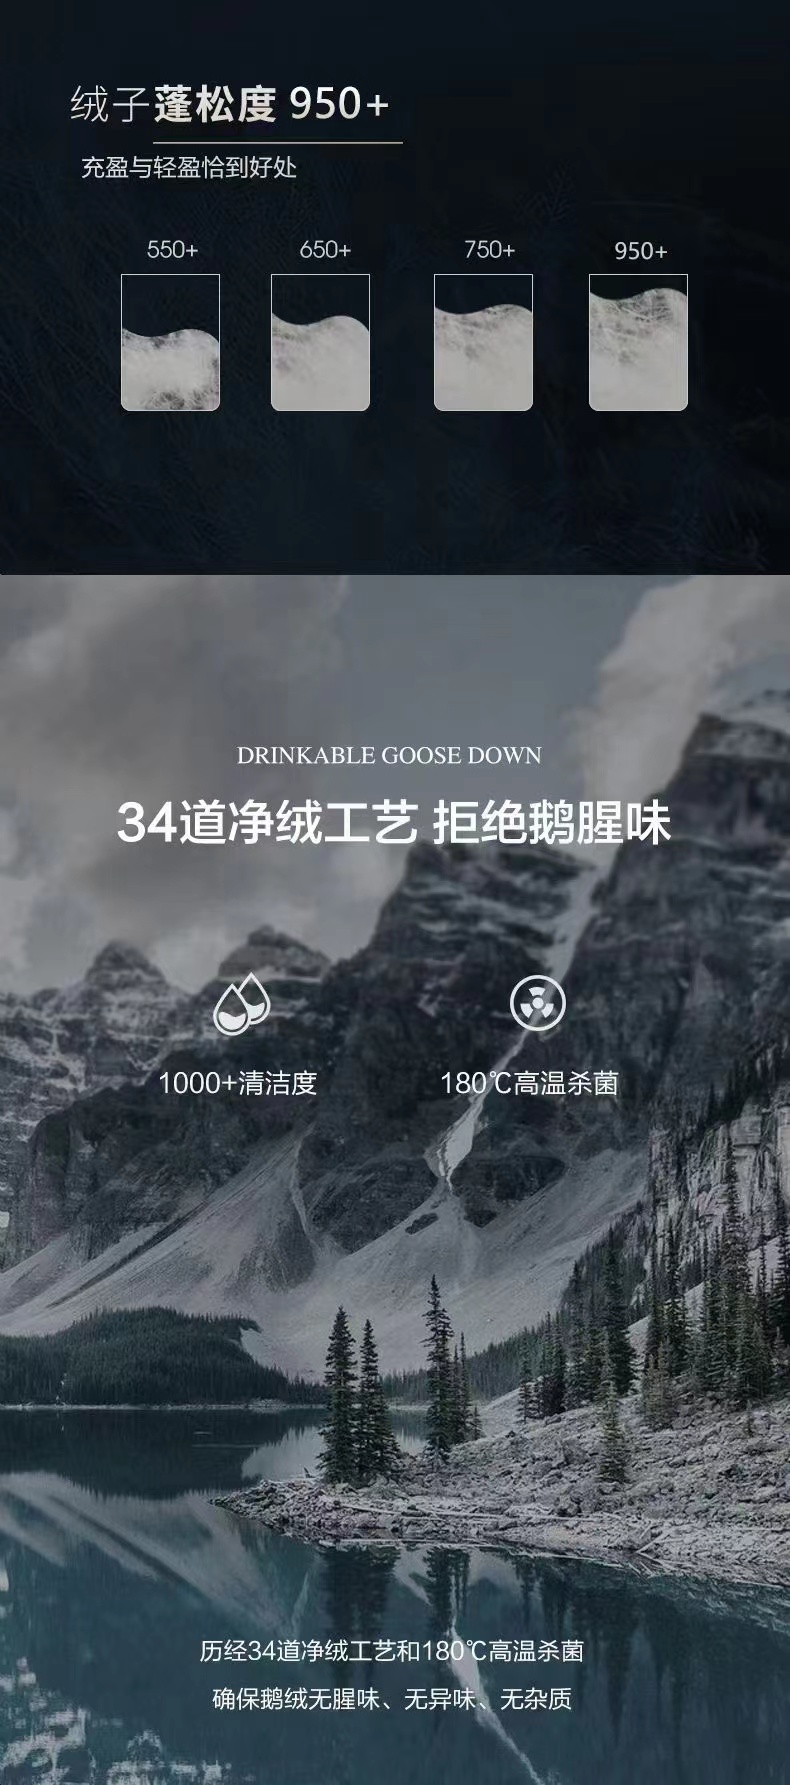 绒子蓬松度 950+
充盈与轻盈恰到好处
550+ 650+ 750+ 950+
DRINKABLE GOOSE DOWN
34道净绒工艺 拒绝鹅腥味
1000+清洁度 180℃高温杀菌
历经34道净绒工艺和180℃高温杀菌
确保鹅绒无腥味、无异味、无杂质